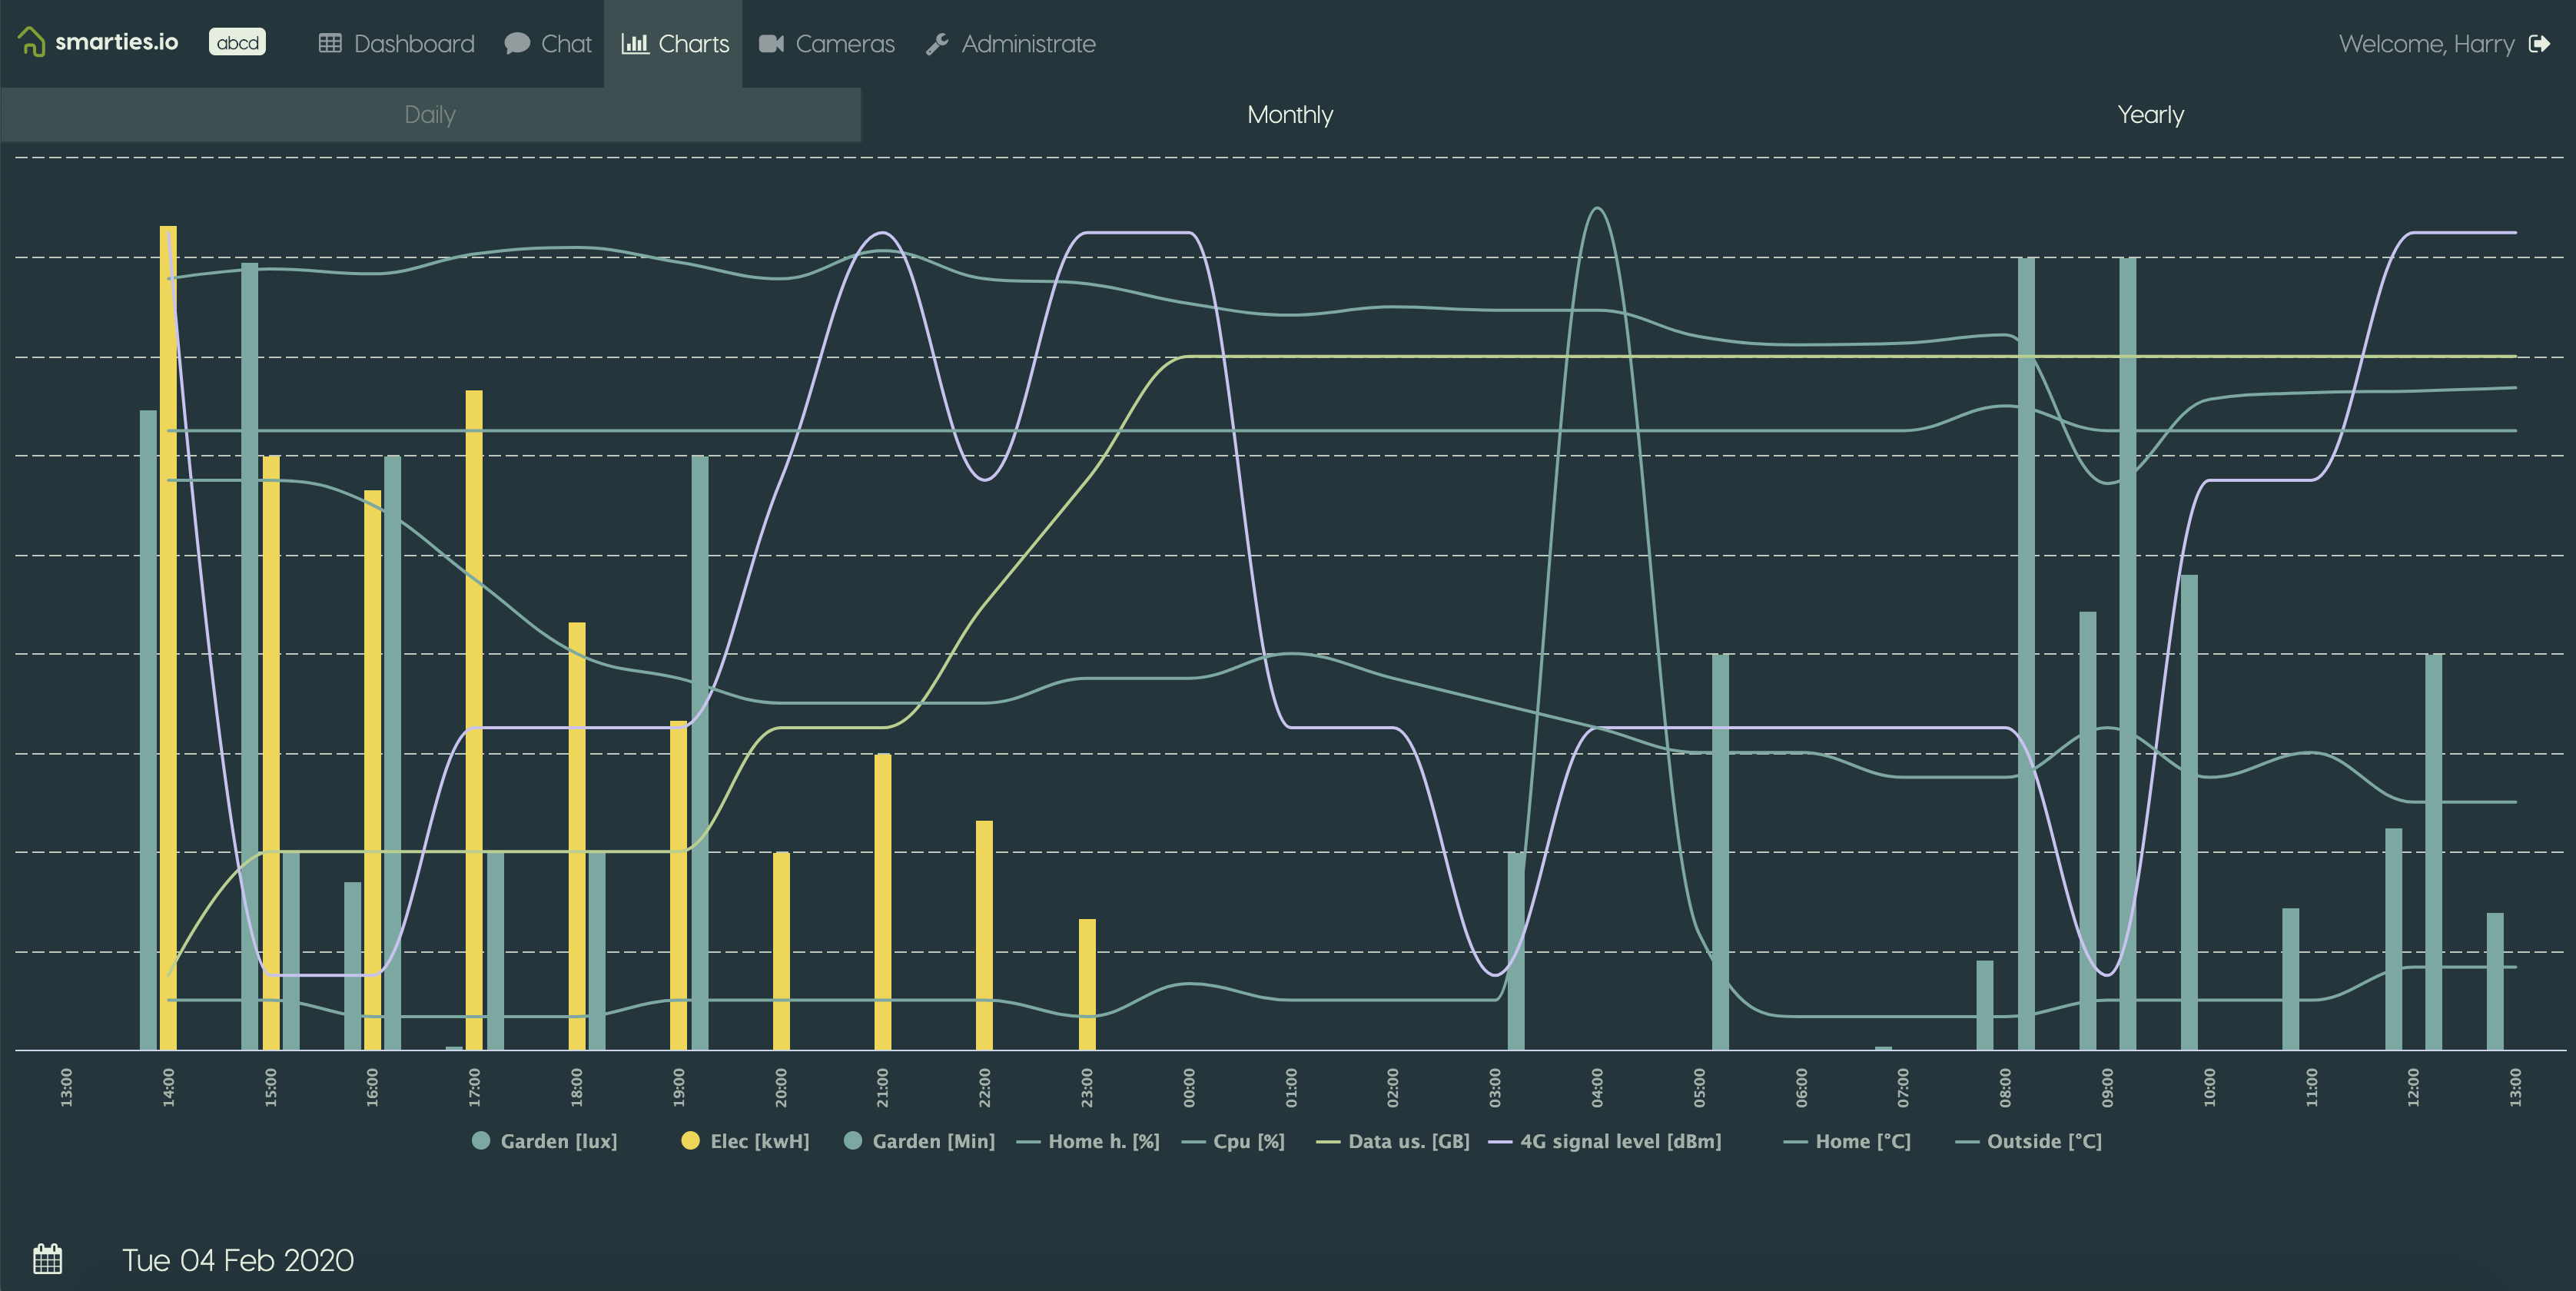 smarties.io abcd Dashboard Chat Charts Cameras Administrate Welcome, Harry
Daily Monthly Yearly
13:00 14:00 15:00 16:00 17:00 18:00 19:00 20:00 21:00 22:00 23:00 00:00 01:00 02:00 03:00 04:00 05:00 06:00 07:00 08:00 09:00 10:00 11:00 12:00 13:00
Garden [lux] Elec [kwH] Garden [Min] Home h. [%] Cpu [%] Data us. [GB] 4G signal level [dBm] Home [°C] Outside [°C]
Tue 04 Feb 2020